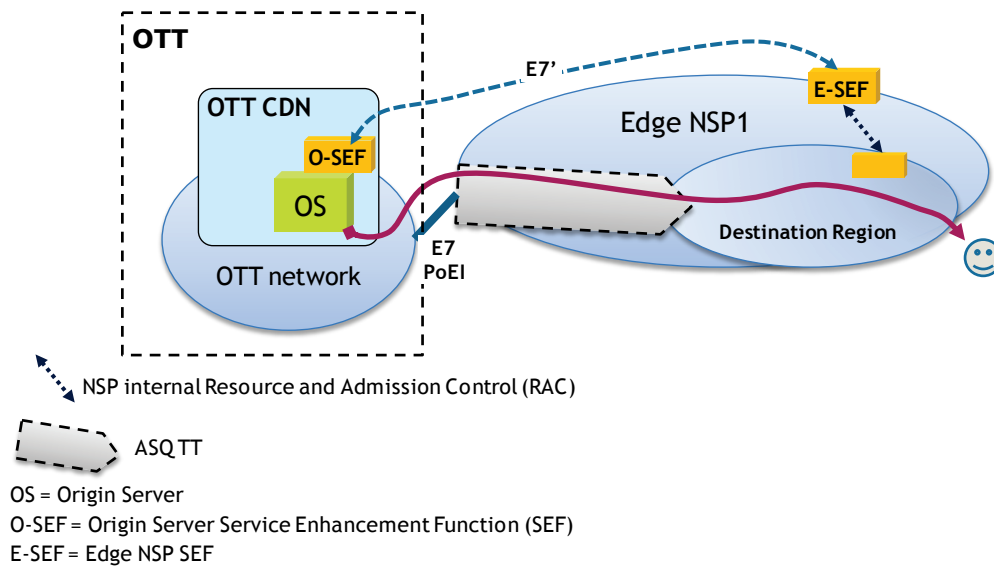 OTT
E7’
OTT CDN
E-SEF
Edge NSP1
O-SEF
OS
Destination Region
E7
PoEI
OTT network
NSP internal Resource and Admission Control (RAC)
ASQ TT
OS = Origin Server
O-SEF = Origin Server Service Enhancement Function (SEF)
E-SEF = Edge NSP SEF